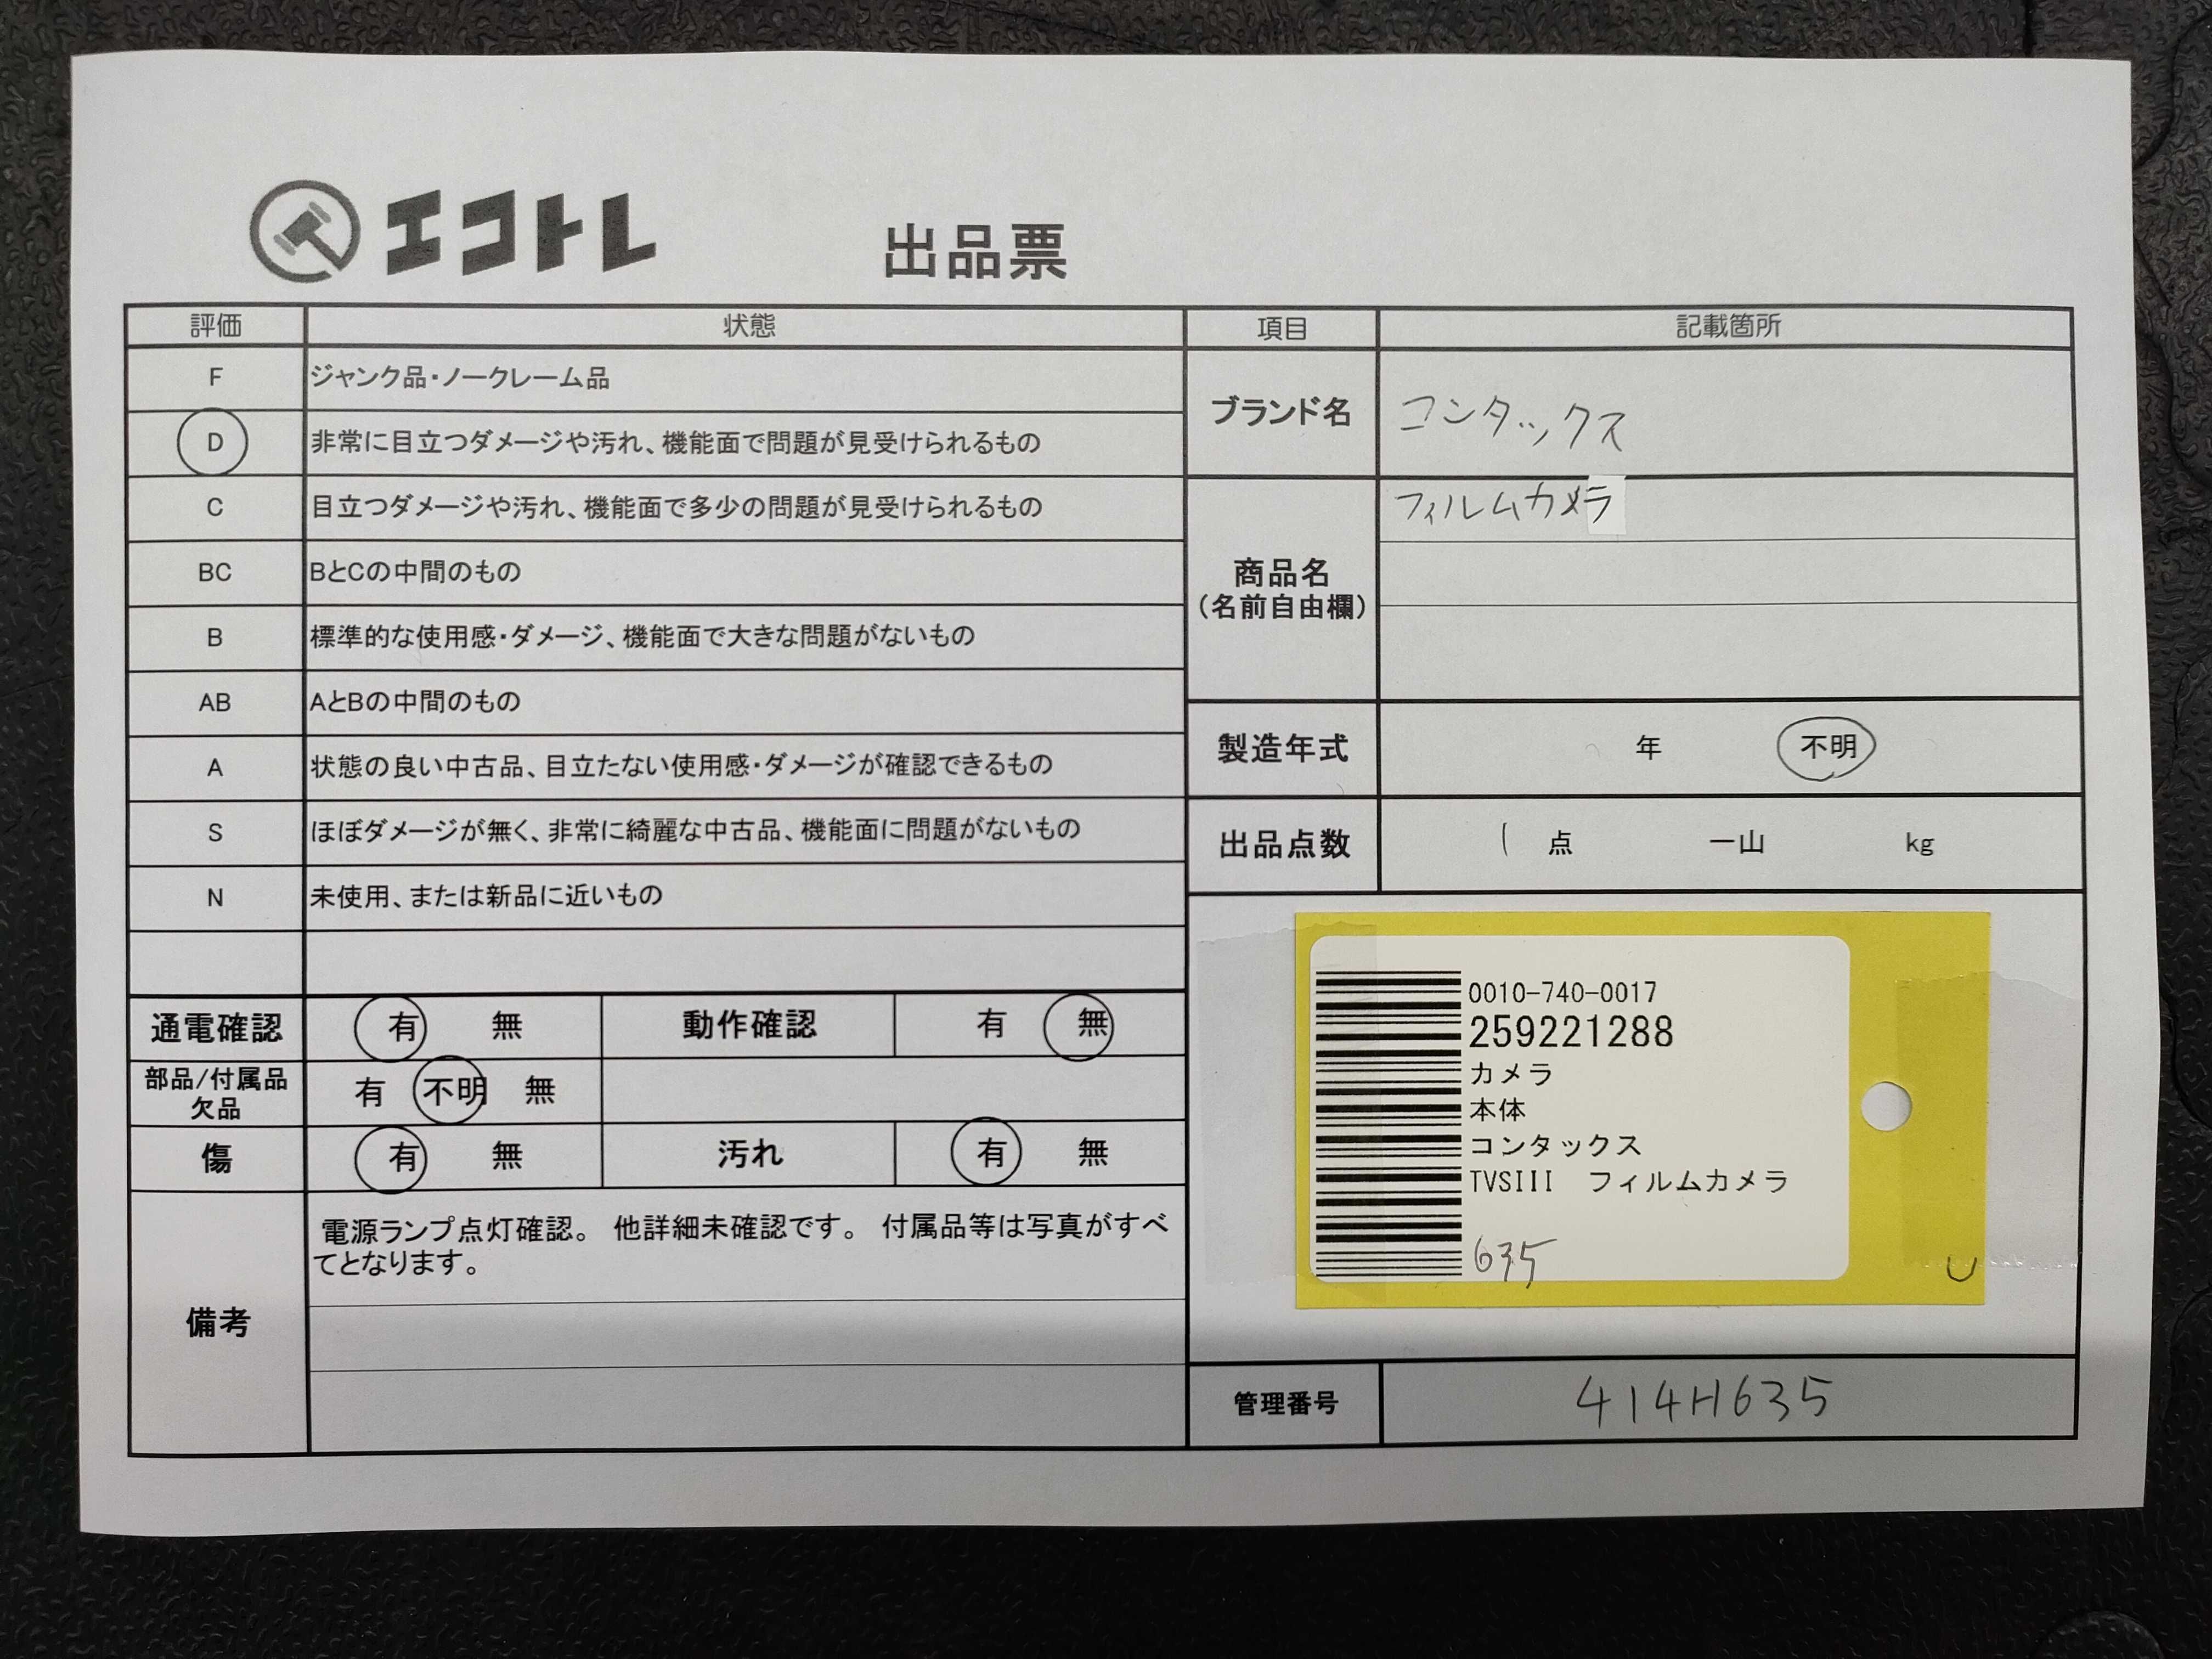 エコトレ
出品票
評価 状態
F ジャンク品・ノークレーム品
D 非常に目立つダメージや汚れ、機能面で問題が見受けられるもの
C 目立つダメージや汚れ、機能面で多少の問題が見受けられるもの
BC BとCの中間のもの
B 標準的な使用感・ダメージ、機能面で大きな問題がないもの
AB AとBの中間のもの
A 状態の良い中古品、目立たない使用感・ダメージが確認できるもの
S ほぼダメージが無く、非常に綺麗な中古品、機能面に問題がないもの
N 未使用、または新品に近いもの
通電確認 有 無 動作確認 有 無
部品/付属品
欠品 有 不明 無
傷 有 無 汚れ 有 無
備考
電源ランプ点灯確認。 他詳細未確認です。 付属品等は写真がすべ
てとなります。
項目 記載箇所
ブランド名 コンタックス
商品名
(名前自由欄)
フィルムカメラ
製造年式 年 不明
出品点数 1 点 一山 kg
0010-740-0017
259221288
カメラ
本体
コンタックス
TVSIII フィルムカメラ
635
U
管理番号 414H635